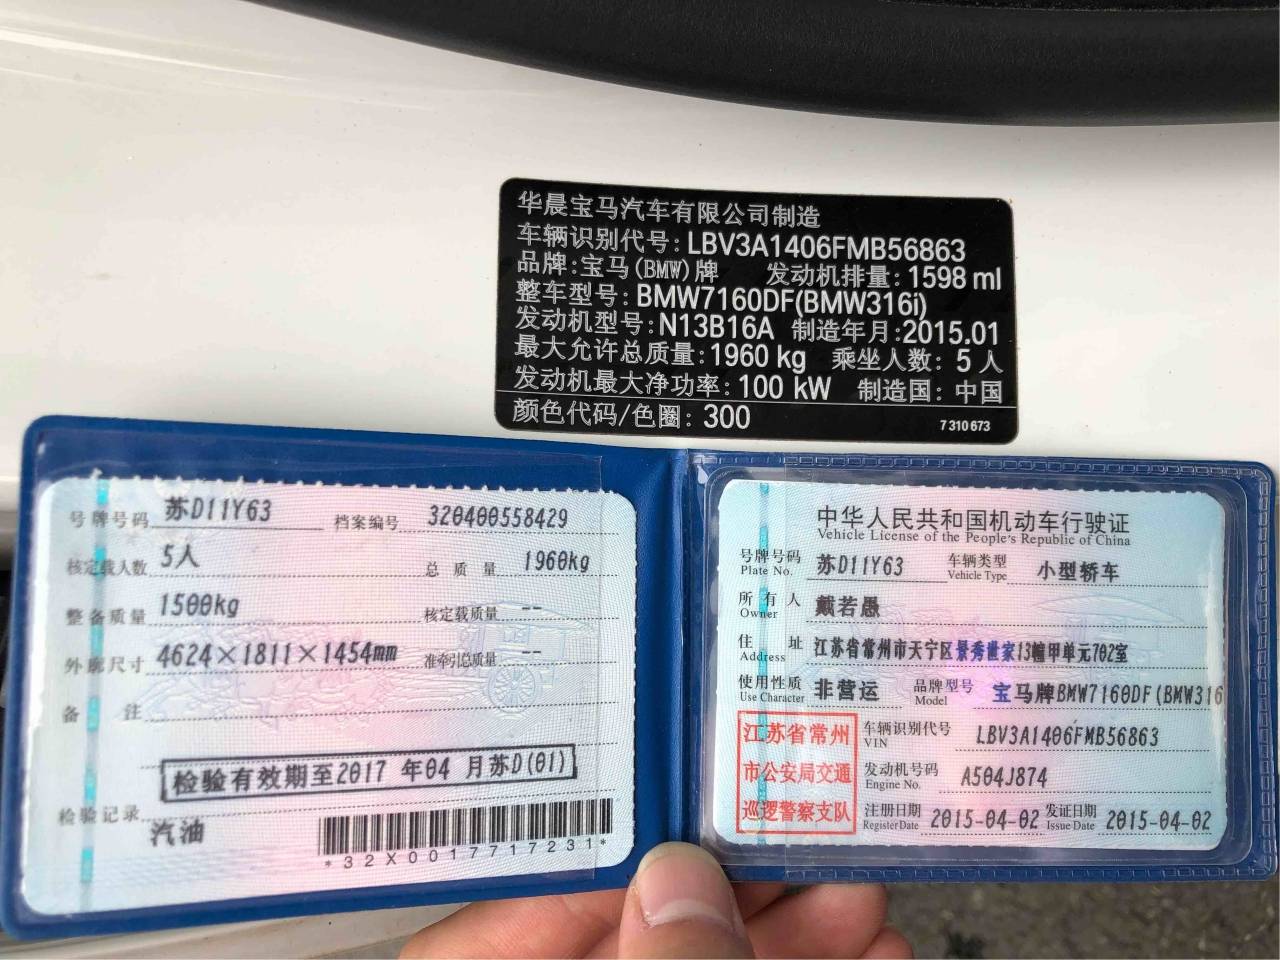 华晨宝马汽车有限公司制造
车辆识别代号: LBV3A1406FMB56863
品牌: 宝马(BMW)牌 发动机排量: 1598 ml
整车型号: BMW7160DF(BMW316i)
发动机型号: N13B16A 制造年月: 2015.01
最大允许总质量: 1960 kg 乘坐人数: 5 人
发动机最大净功率: 100 kW 制造国: 中国
颜色代码/色圈: 300 7 310 673
号牌号码 苏D11Y63 档案编号 320400558429
核定载人数 5人 总质量 1960kg
整备质量 1500kg 核定载质量 --
外廓尺寸 4624×1811×1454mm 准牵引总质量 --
备注
检验有效期至2017 年04 月苏D(01)
检验记录
汽油
*32X0017717231*
中华人民共和国机动车行驶证
Vehicle License of the People's Republic of China
号牌号码 苏D11Y63 车辆类型 小型轿车
Plate No. Vehicle Type
所有人 戴若愚
Owner
住址 江苏省常州市天宁区景秀世家13幢甲单元702室
Address
使用性质 非营运 品牌型号 宝马牌BMW7160DF(BMW316
Use Character Model
江苏省常州
市公安局交通
巡逻警察支队
车辆识别代号 LBV3A1406FMB56863
VIN
发动机号码 A504J874
Engine No.
注册日期 2015-04-02 发证日期 2015-04-02
Register Date Issue Date